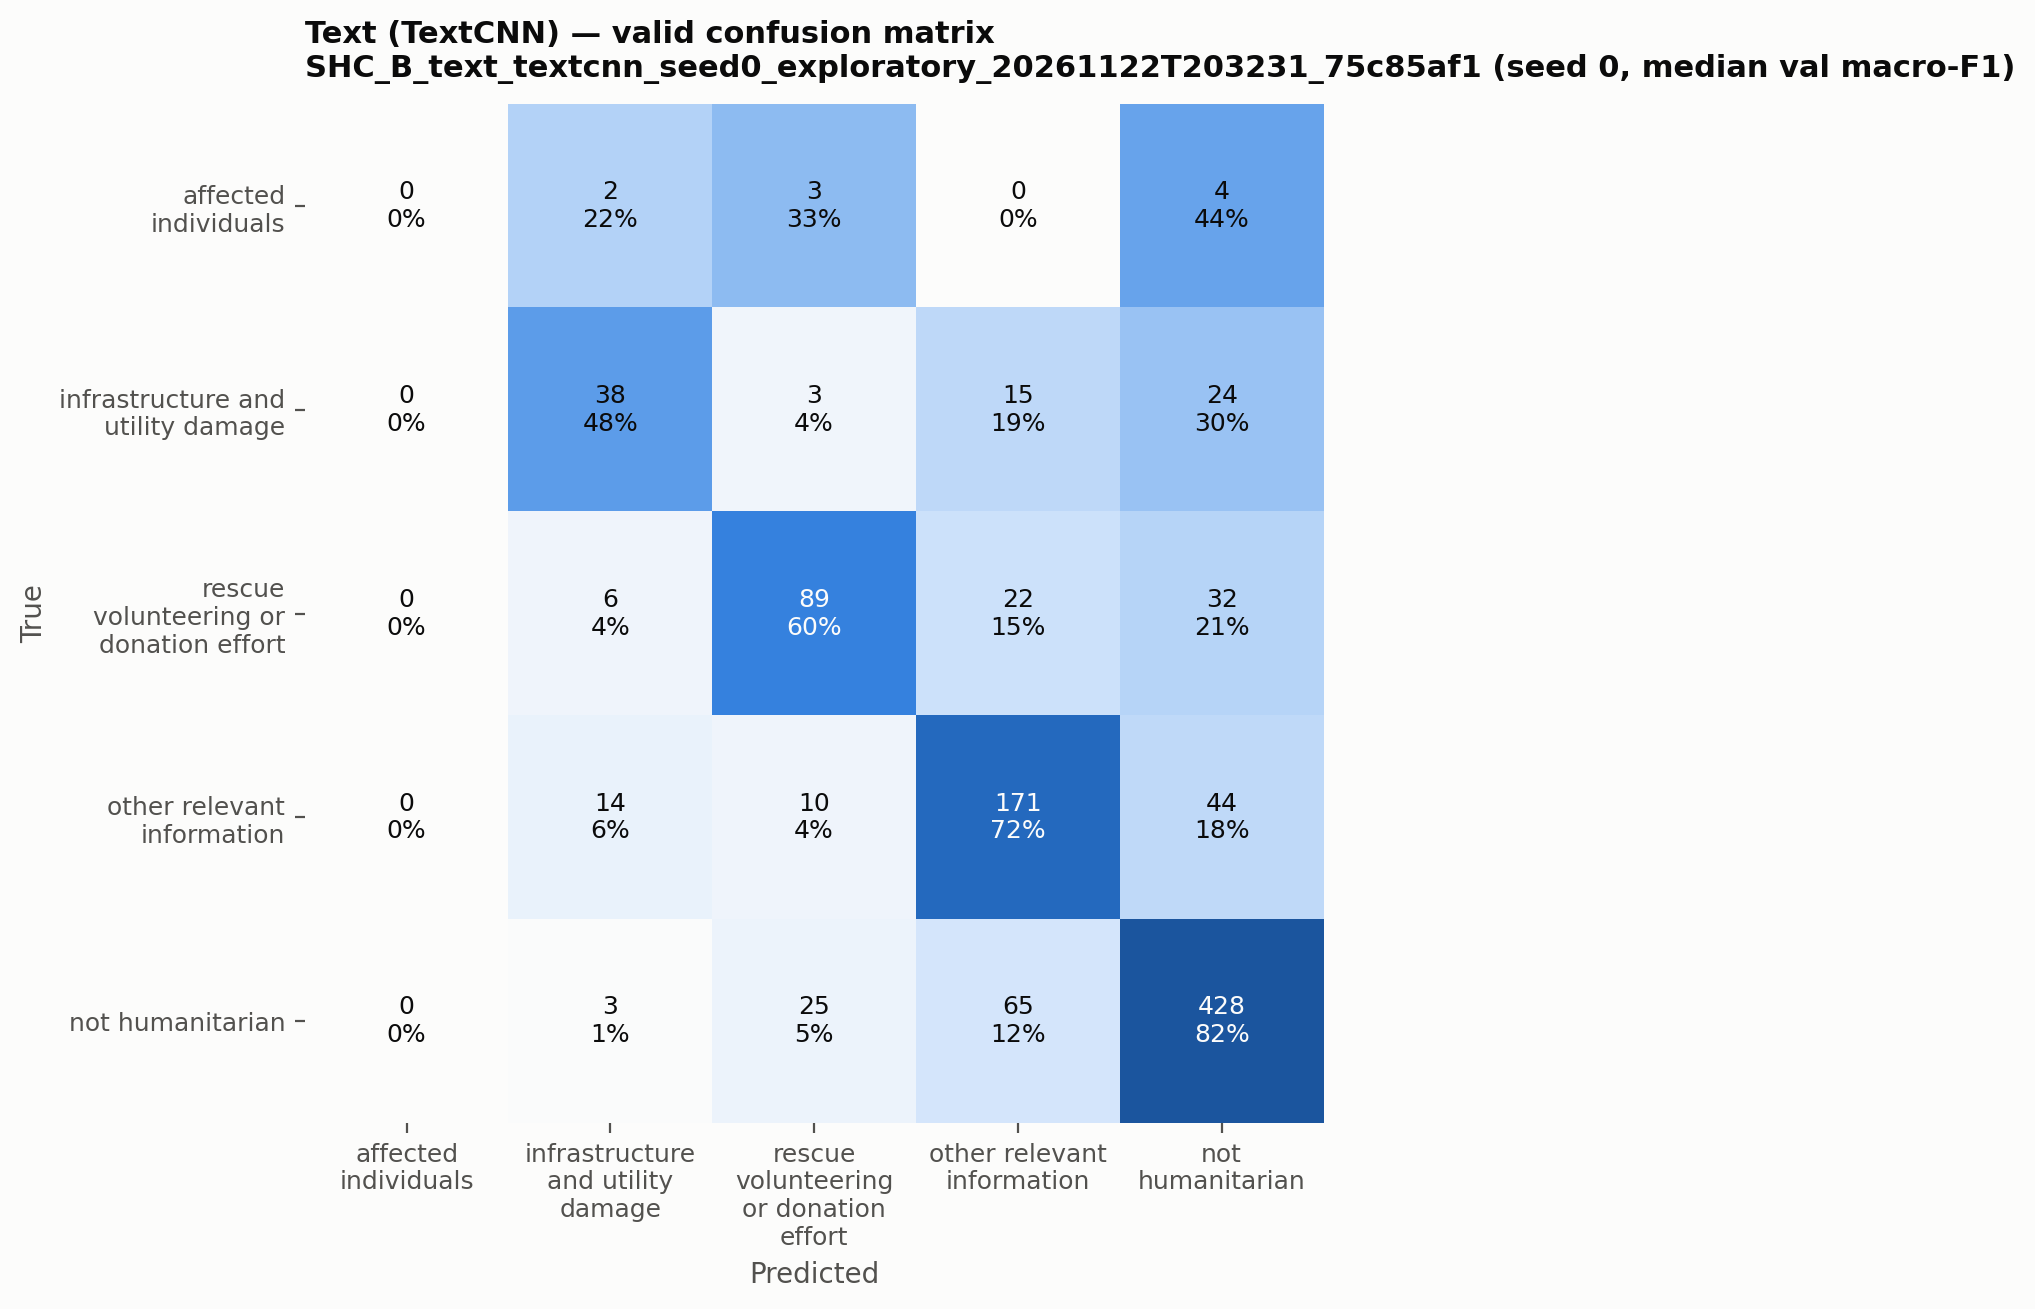 Text (TextCNN) — valid confusion matrix
SHC_B_text_textcnn_seed0_exploratory_20261122T203231_75c85af1 (seed 0, median val macro-F1)
True
affected
individuals
0
0%
2
22%
3
33%
0
0%
4
44%
infrastructure and
utility damage
0
0%
38
48%
3
4%
15
19%
24
30%
rescue
volunteering or
donation effort
0
0%
6
4%
89
60%
22
15%
32
21%
other relevant
information
0
0%
14
6%
10
4%
171
72%
44
18%
not humanitarian
0
0%
3
1%
25
5%
65
12%
428
82%
affected
individuals
infrastructure
and utility
damage
rescue
volunteering
or donation
effort
other relevant
information
not
humanitarian
Predicted